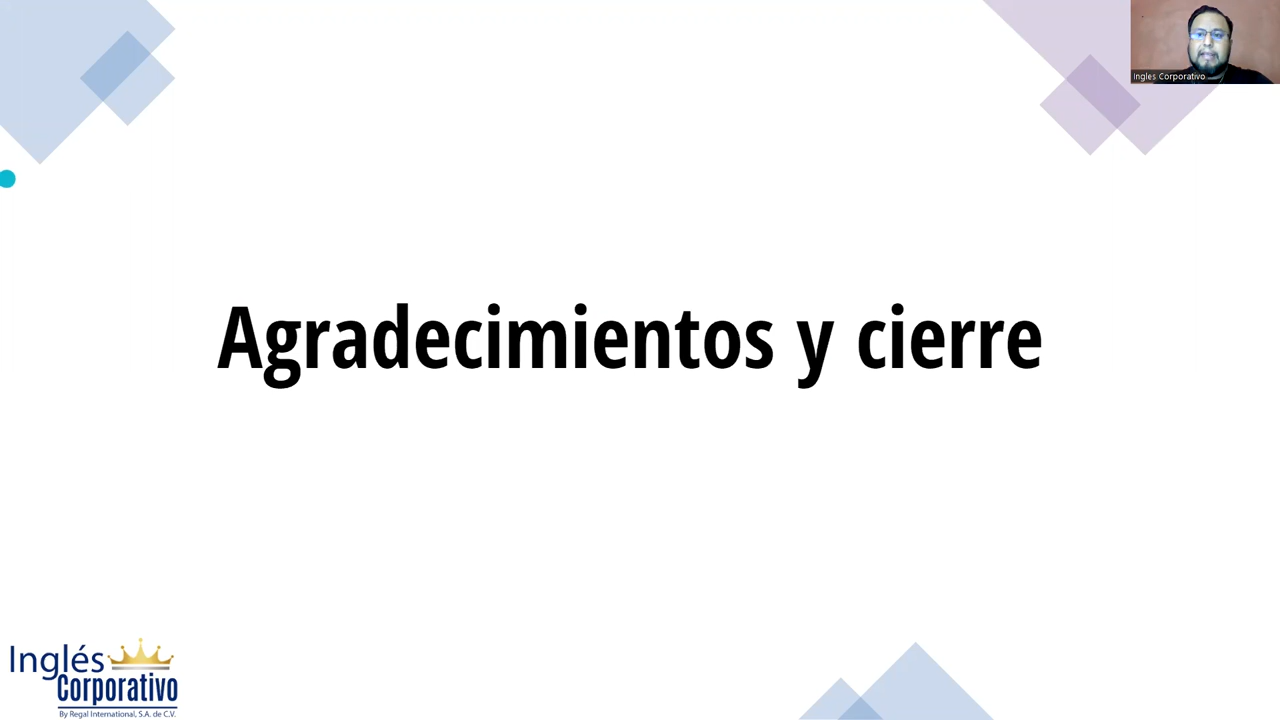 Ingles Corporativo
Agradecimientos y cierre
Inglés
Corporativo
By Regal International, S.A. de C.V.